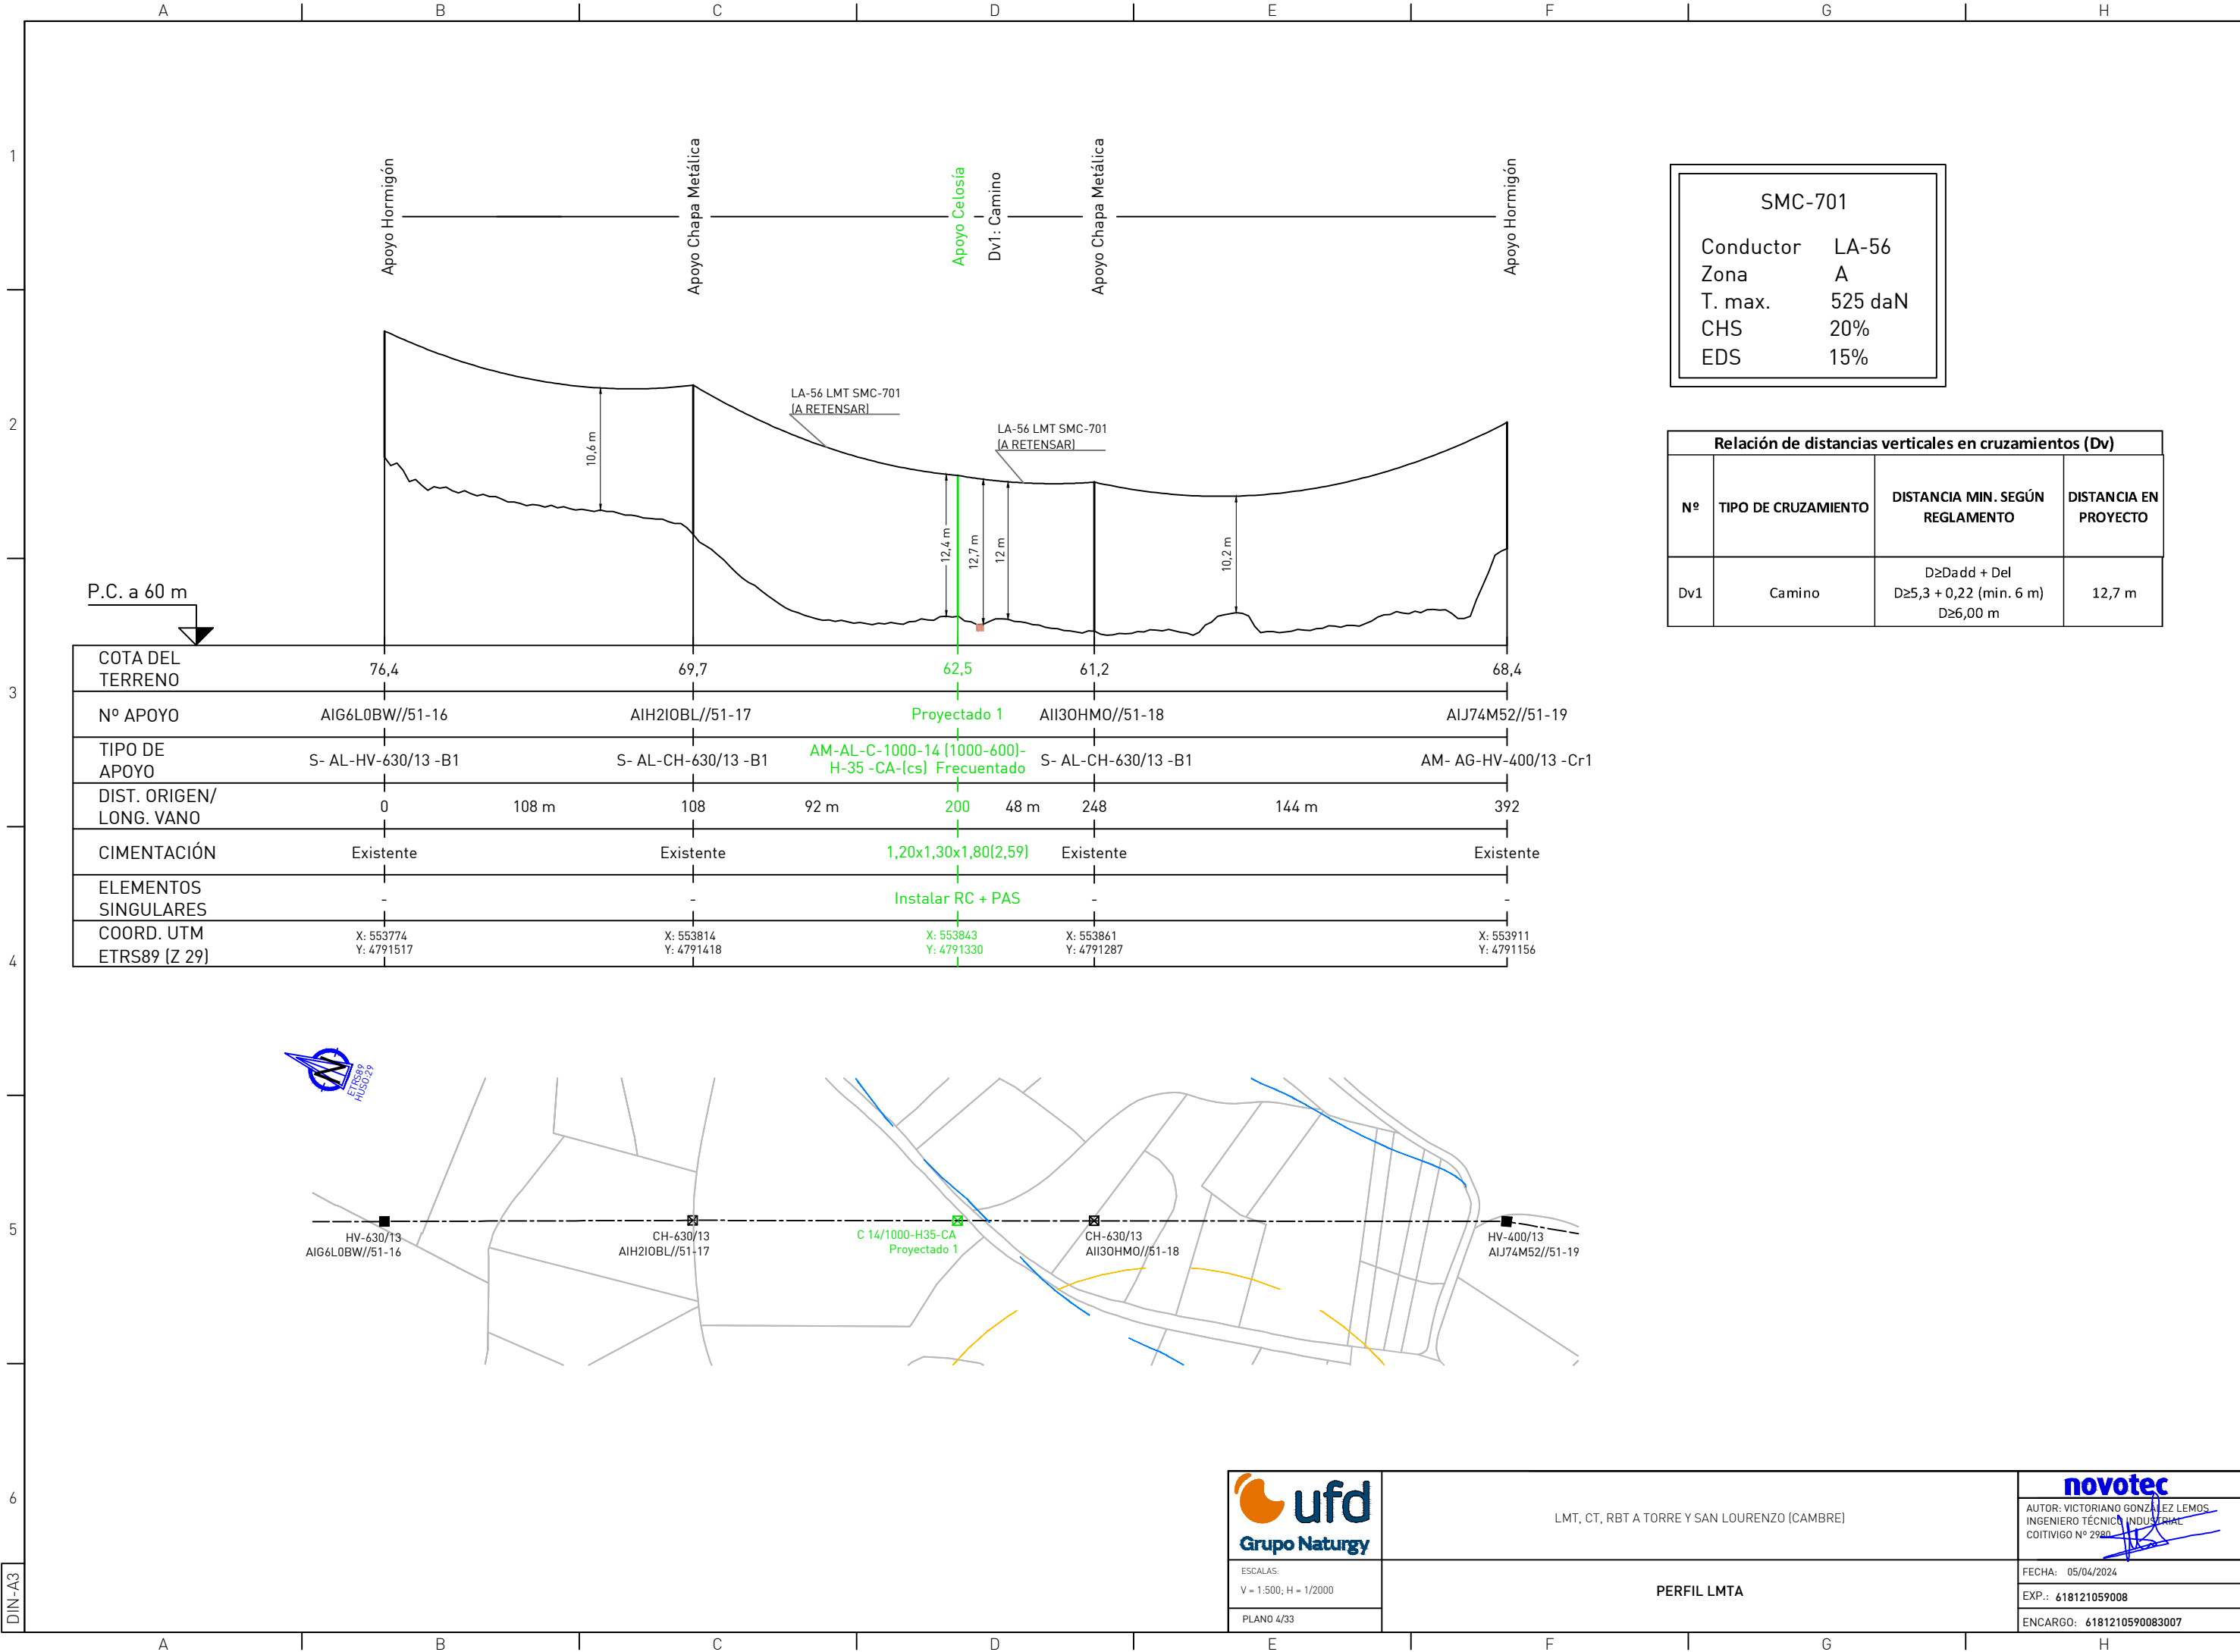 A B C D E F G H
1
2
3
4
5
6
DIN-A3
Apoyo Hormigón
Apoyo Chapa Metálica
Apoyo Celosía
Dv1: Camino
Apoyo Chapa Metálica
Apoyo Hormigón
SMC-701
Conductor LA-56
Zona A
T. max. 525 daN
CHS 20%
EDS 15%
LA-56 LMT SMC-701
(A RETENSAR)
LA-56 LMT SMC-701
(A RETENSAR)
10,6 m
12,4 m
12,7 m
12 m
10,2 m
Relación de distancias verticales en cruzamientos (Dv)
Nº TIPO DE CRUZAMIENTO DISTANCIA MIN. SEGÚN REGLAMENTO DISTANCIA EN PROYECTO
Dv1 Camino D≥Dadd + Del 12,7 m
D≥5,3 + 0,22 (min. 6 m)
D≥6,00 m
P.C. a 60 m
COTA DEL TERRENO 76,4 69,7 62,5 61,2 68,4
Nº APOYO AIG6L0BW//51-16 AIH2IOBL//51-17 Proyectado 1 AII3OHMO//51-18 AIJ74M52//51-19
TIPO DE APOYO S- AL-HV-630/13 -B1 S- AL-CH-630/13 -B1 AM-AL-C-1000-14 (1000-600)-H-35 -CA-(cs) Frecuentado S- AL-CH-630/13 -B1 AM- AG-HV-400/13 -Cr1
DIST. ORIGEN/ LONG. VANO 0 108 m 108 92 m 200 48 m 248 144 m 392
CIMENTACIÓN Existente Existente 1,20x1,30x1,80(2,59) Existente Existente
ELEMENTOS SINGULARES - - Instalar RC + PAS - -
COORD. UTM ETRS89 (Z 29)
X: 553774 X: 553814 X: 553843 X: 553861 X: 553911
Y: 4791517 Y: 4791418 Y: 4791330 Y: 4791287 Y: 4791156
N
ETRS89
HUSO:29
HV-630/13
AIG6L0BW//51-16
CH-630/13
AIH2IOBL//51-17
C 14/1000-H35-CA
Proyectado 1
CH-630/13
AII3OHMO//51-18
HV-400/13
AIJ74M52//51-19
ufd
Grupo Naturgy
ESCALAS:
V = 1:500; H = 1/2000
PLANO 4/33
LMT, CT, RBT A TORRE Y SAN LOURENZO (CAMBRE)
PERFIL LMTA
novotec
AUTOR: VICTORIANO GONZÁLEZ LEMOS
INGENIERO TÉCNICO INDUSTRIAL
COITIVIGO Nº 2980
FECHA: 05/04/2024
EXP.: 618121059008
ENCARGO: 6181210590083007
A B C D E F G H